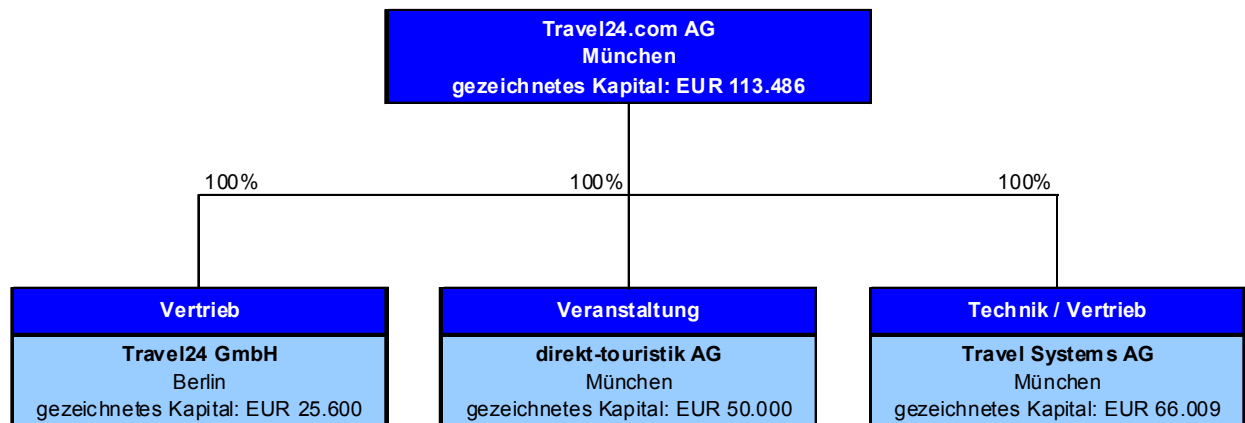 Travel24.com AG
München
gezeichnetes Kapital: EUR 113.486
100%
100%
100%
Vertrieb
Travel24 GmbH
Berlin
gezeichnetes Kapital: EUR 25.600
Veranstaltung
direkt-touristik AG
München
gezeichnetes Kapital: EUR 50.000
Technik / Vertrieb
Travel Systems AG
München
gezeichnetes Kapital: EUR 66.009